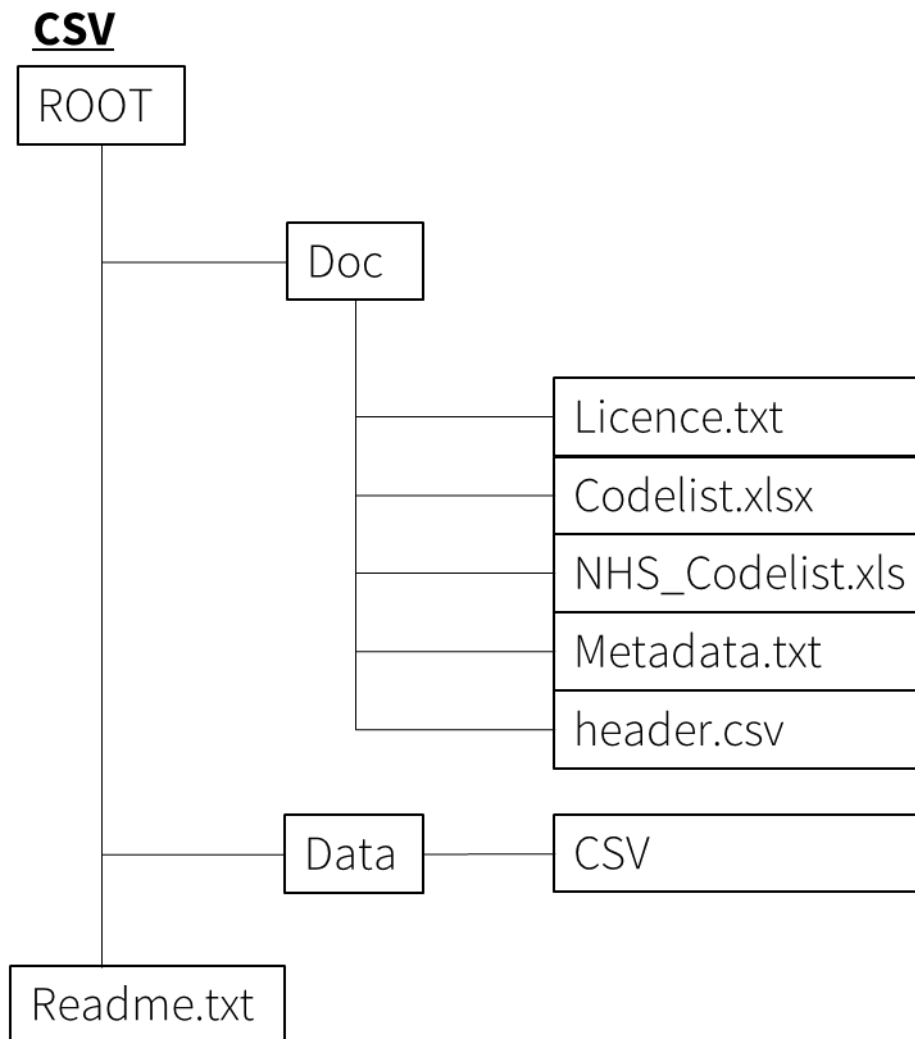 CSV
ROOT
Doc
Licence.txt
Codelist.xlsx
NHS_Codelist.xls
Metadata.txt
header.csv
Data
CSV
Readme.txt